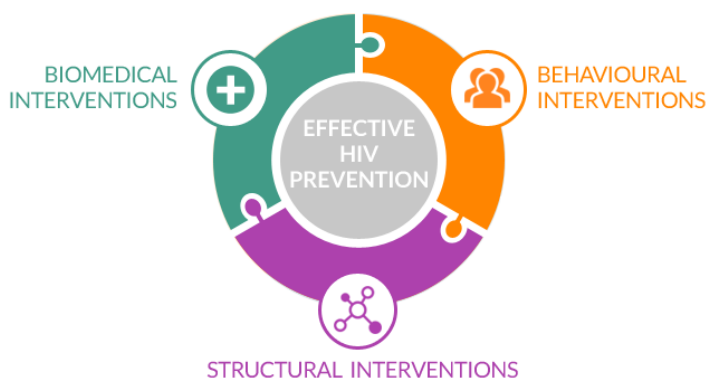 BIOMEDICAL
INTERVENTIONS
BEHAVIOURAL
INTERVENTIONS
EFFECTIVE
HIV
PREVENTION
STRUCTURAL INTERVENTIONS